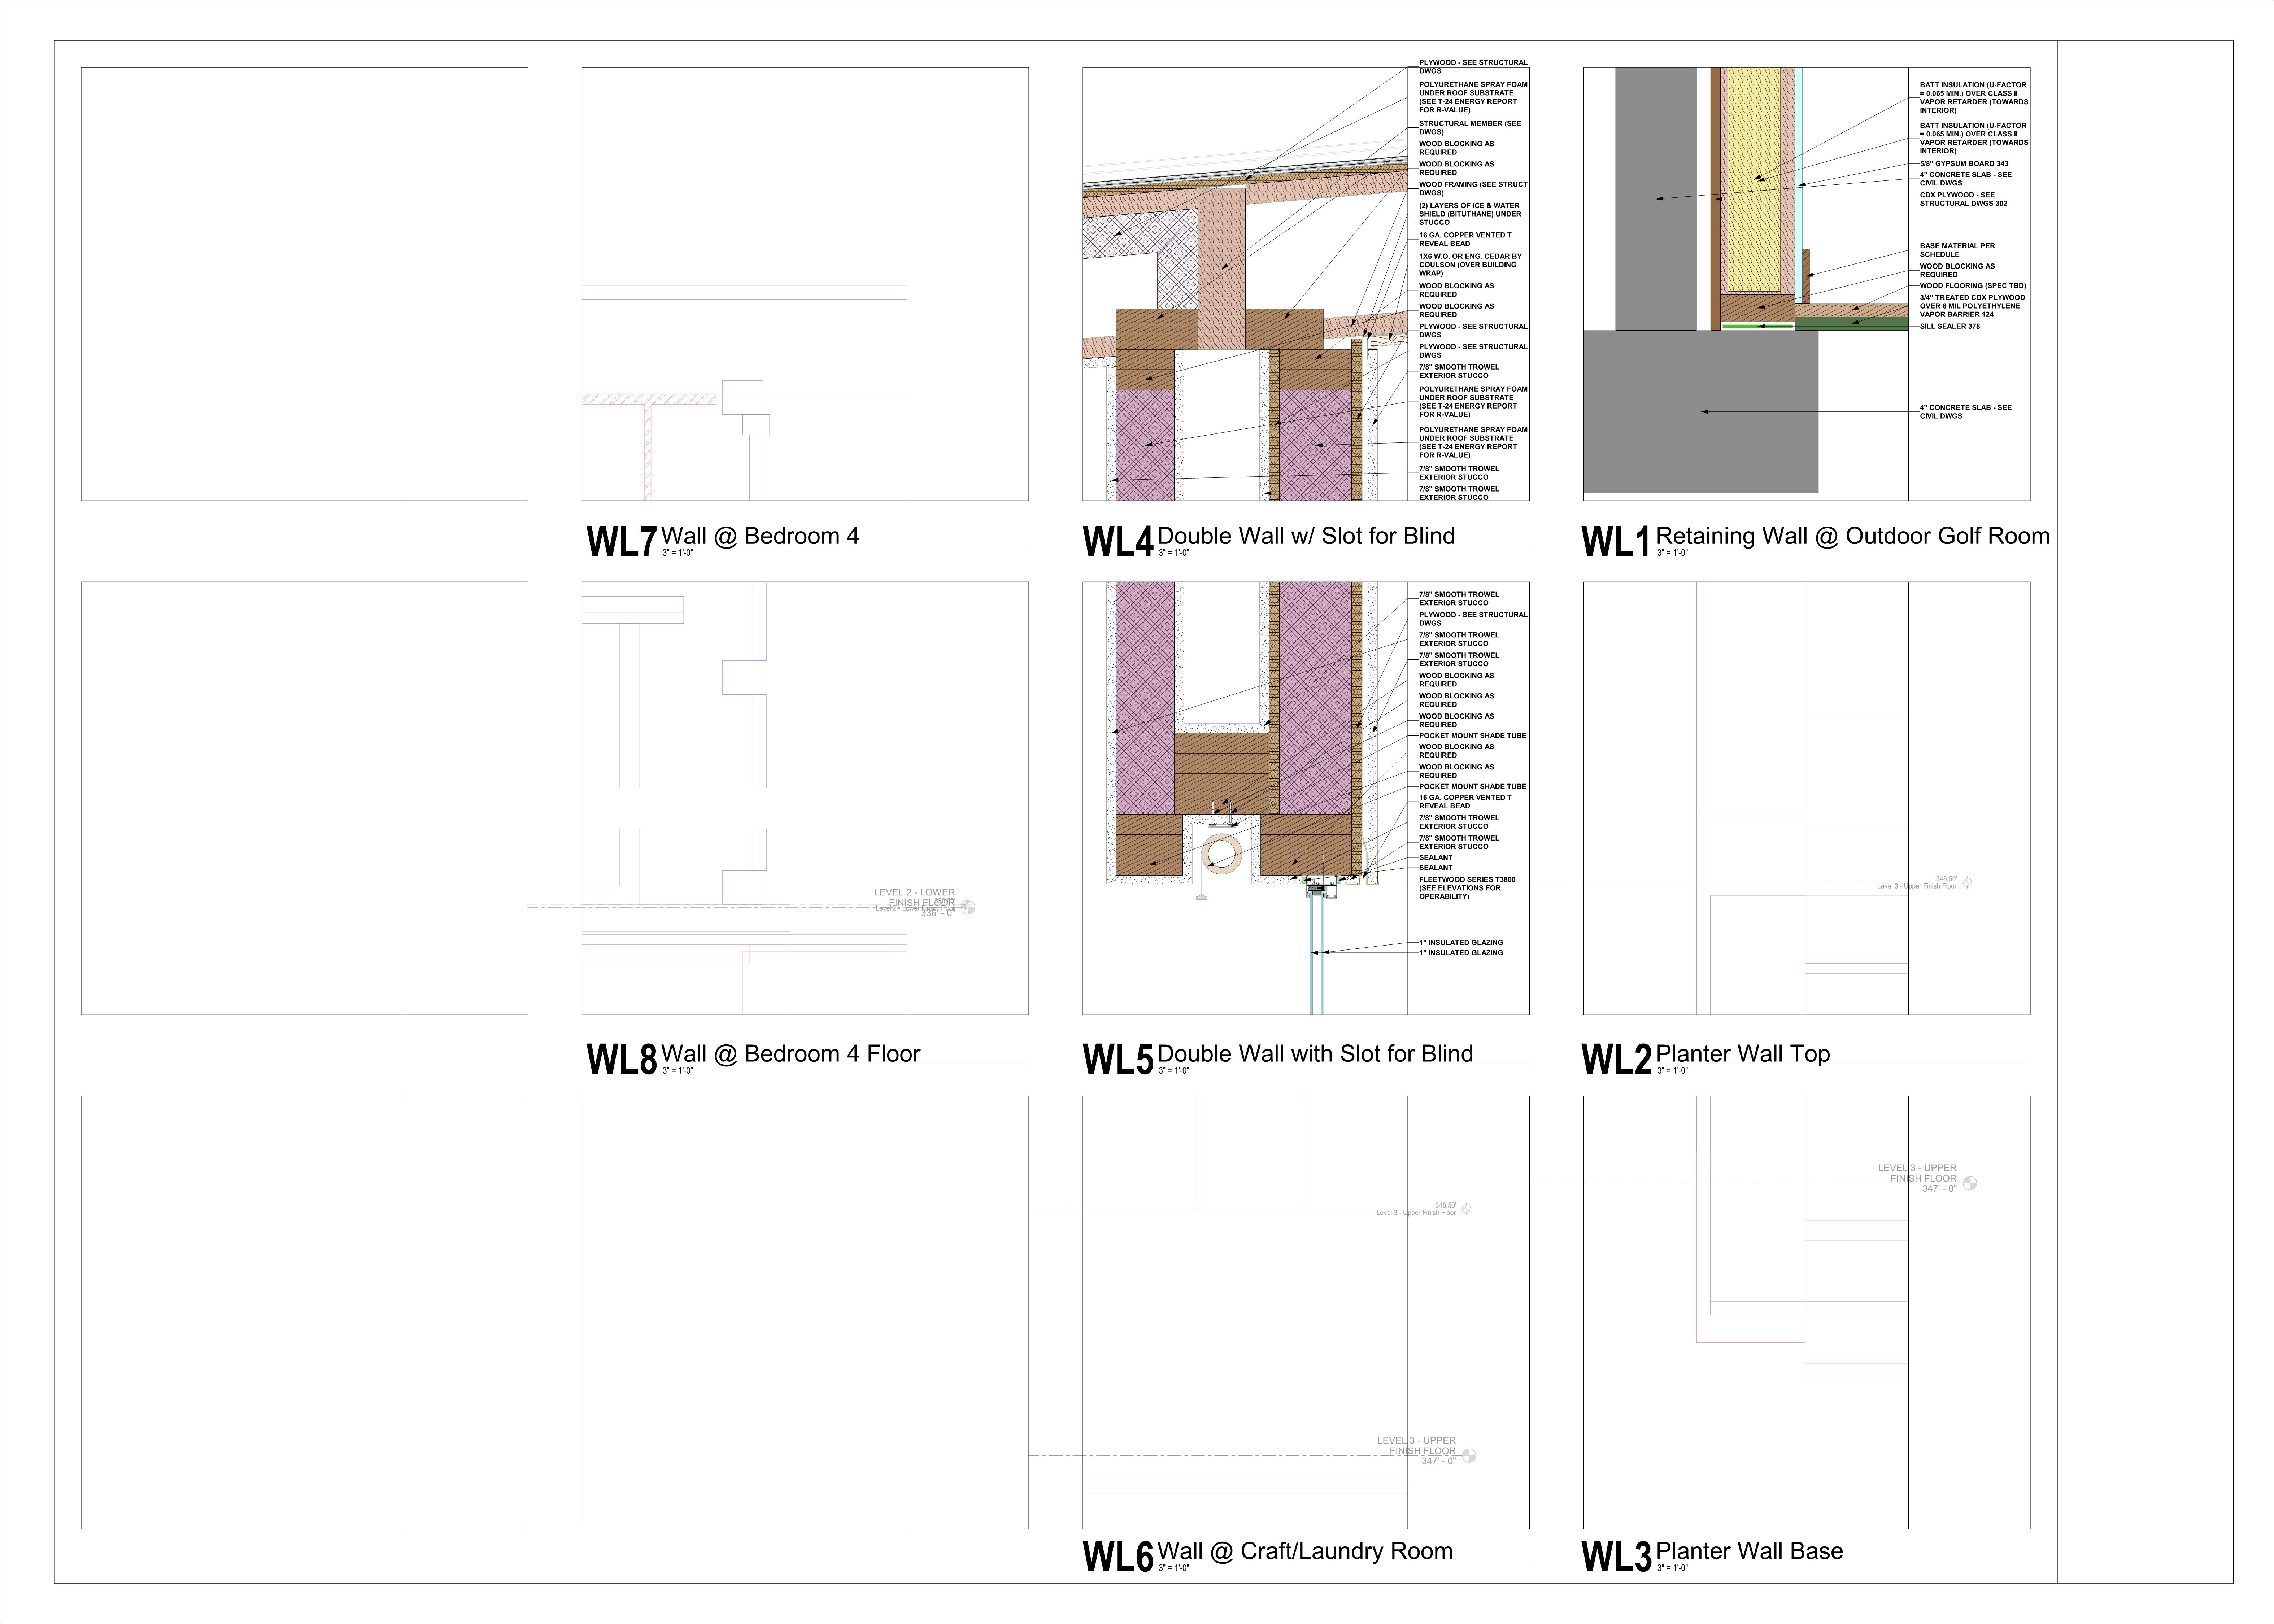 PLYWOOD - SEE STRUCTURAL
DWGS
POLYURETHANE SPRAY FOAM
UNDER ROOF SUBSTRATE
(SEE T-24 ENERGY REPORT
FOR R-VALUE)
STRUCTURAL MEMBER (SEE
DWGS)
WOOD BLOCKING AS
REQUIRED
WOOD BLOCKING AS
REQUIRED
WOOD FRAMING (SEE STRUCT
DWGS)
(2) LAYERS OF ICE & WATER
SHIELD (BITUTHANE) UNDER
STUCCO
16 GA. COPPER VENTED T
REVEAL BEAD
1X6 W.O. OR ENG. CEDAR BY
COULSON (OVER BUILDING
WRAP)
WOOD BLOCKING AS
REQUIRED
WOOD BLOCKING AS
REQUIRED
PLYWOOD - SEE STRUCTURAL
DWGS
PLYWOOD - SEE STRUCTURAL
DWGS
7/8" SMOOTH TROWEL
EXTERIOR STUCCO
POLYURETHANE SPRAY FOAM
UNDER ROOF SUBSTRATE
(SEE T-24 ENERGY REPORT
FOR R-VALUE)
POLYURETHANE SPRAY FOAM
UNDER ROOF SUBSTRATE
(SEE T-24 ENERGY REPORT
FOR R-VALUE)
7/8" SMOOTH TROWEL
EXTERIOR STUCCO
7/8" SMOOTH TROWEL
EXTERIOR STUCCO
BATT INSULATION (U-FACTOR
= 0.065 MIN.) OVER CLASS II
VAPOR RETARDER (TOWARDS
INTERIOR)
BATT INSULATION (U-FACTOR
= 0.065 MIN.) OVER CLASS II
VAPOR RETARDER (TOWARDS
INTERIOR)
5/8" GYPSUM BOARD 343
4" CONCRETE SLAB - SEE
CIVIL DWGS
CDX PLYWOOD - SEE
STRUCTURAL DWGS 302
BASE MATERIAL PER
SCHEDULE
WOOD BLOCKING AS
REQUIRED
WOOD FLOORING (SPEC TBD)
3/4" TREATED CDX PLYWOOD
OVER 6 MIL POLYETHYLENE
VAPOR BARRIER 124
SILL SEALER 378
4" CONCRETE SLAB - SEE
CIVIL DWGS
WL7 Wall @ Bedroom 4
3" = 1'-0"
WL4 Double Wall w/ Slot for Blind
3" = 1'-0"
WL1 Retaining Wall @ Outdoor Golf Room
3" = 1'-0"
LEVEL 2 - LOWER
FINISH FLOOR
336' - 0"
Level 2 - Lower Finish Floor
7/8" SMOOTH TROWEL
EXTERIOR STUCCO
PLYWOOD - SEE STRUCTURAL
DWGS
7/8" SMOOTH TROWEL
EXTERIOR STUCCO
7/8" SMOOTH TROWEL
EXTERIOR STUCCO
WOOD BLOCKING AS
REQUIRED
WOOD BLOCKING AS
REQUIRED
WOOD BLOCKING AS
REQUIRED
POCKET MOUNT SHADE TUBE
WOOD BLOCKING AS
REQUIRED
WOOD BLOCKING AS
REQUIRED
POCKET MOUNT SHADE TUBE
16 GA. COPPER VENTED T
REVEAL BEAD
7/8" SMOOTH TROWEL
EXTERIOR STUCCO
7/8" SMOOTH TROWEL
EXTERIOR STUCCO
SEALANT
SEALANT
FLEETWOOD SERIES T3800
(SEE ELEVATIONS FOR
OPERABILITY)
1" INSULATED GLAZING
1" INSULATED GLAZING
348.50'
Level 3 - Upper Finish Floor
WL8 Wall @ Bedroom 4 Floor
3" = 1'-0"
WL5 Double Wall with Slot for Blind
3" = 1'-0"
WL2 Planter Wall Top
3" = 1'-0"
348.50'
Level 3 - Upper Finish Floor
LEVEL 3 - UPPER
FINISH FLOOR
347' - 0"
LEVEL 3 - UPPER
FINISH FLOOR
347' - 0"
WL6 Wall @ Craft/Laundry Room
3" = 1'-0"
WL3 Planter Wall Base
3" = 1'-0"